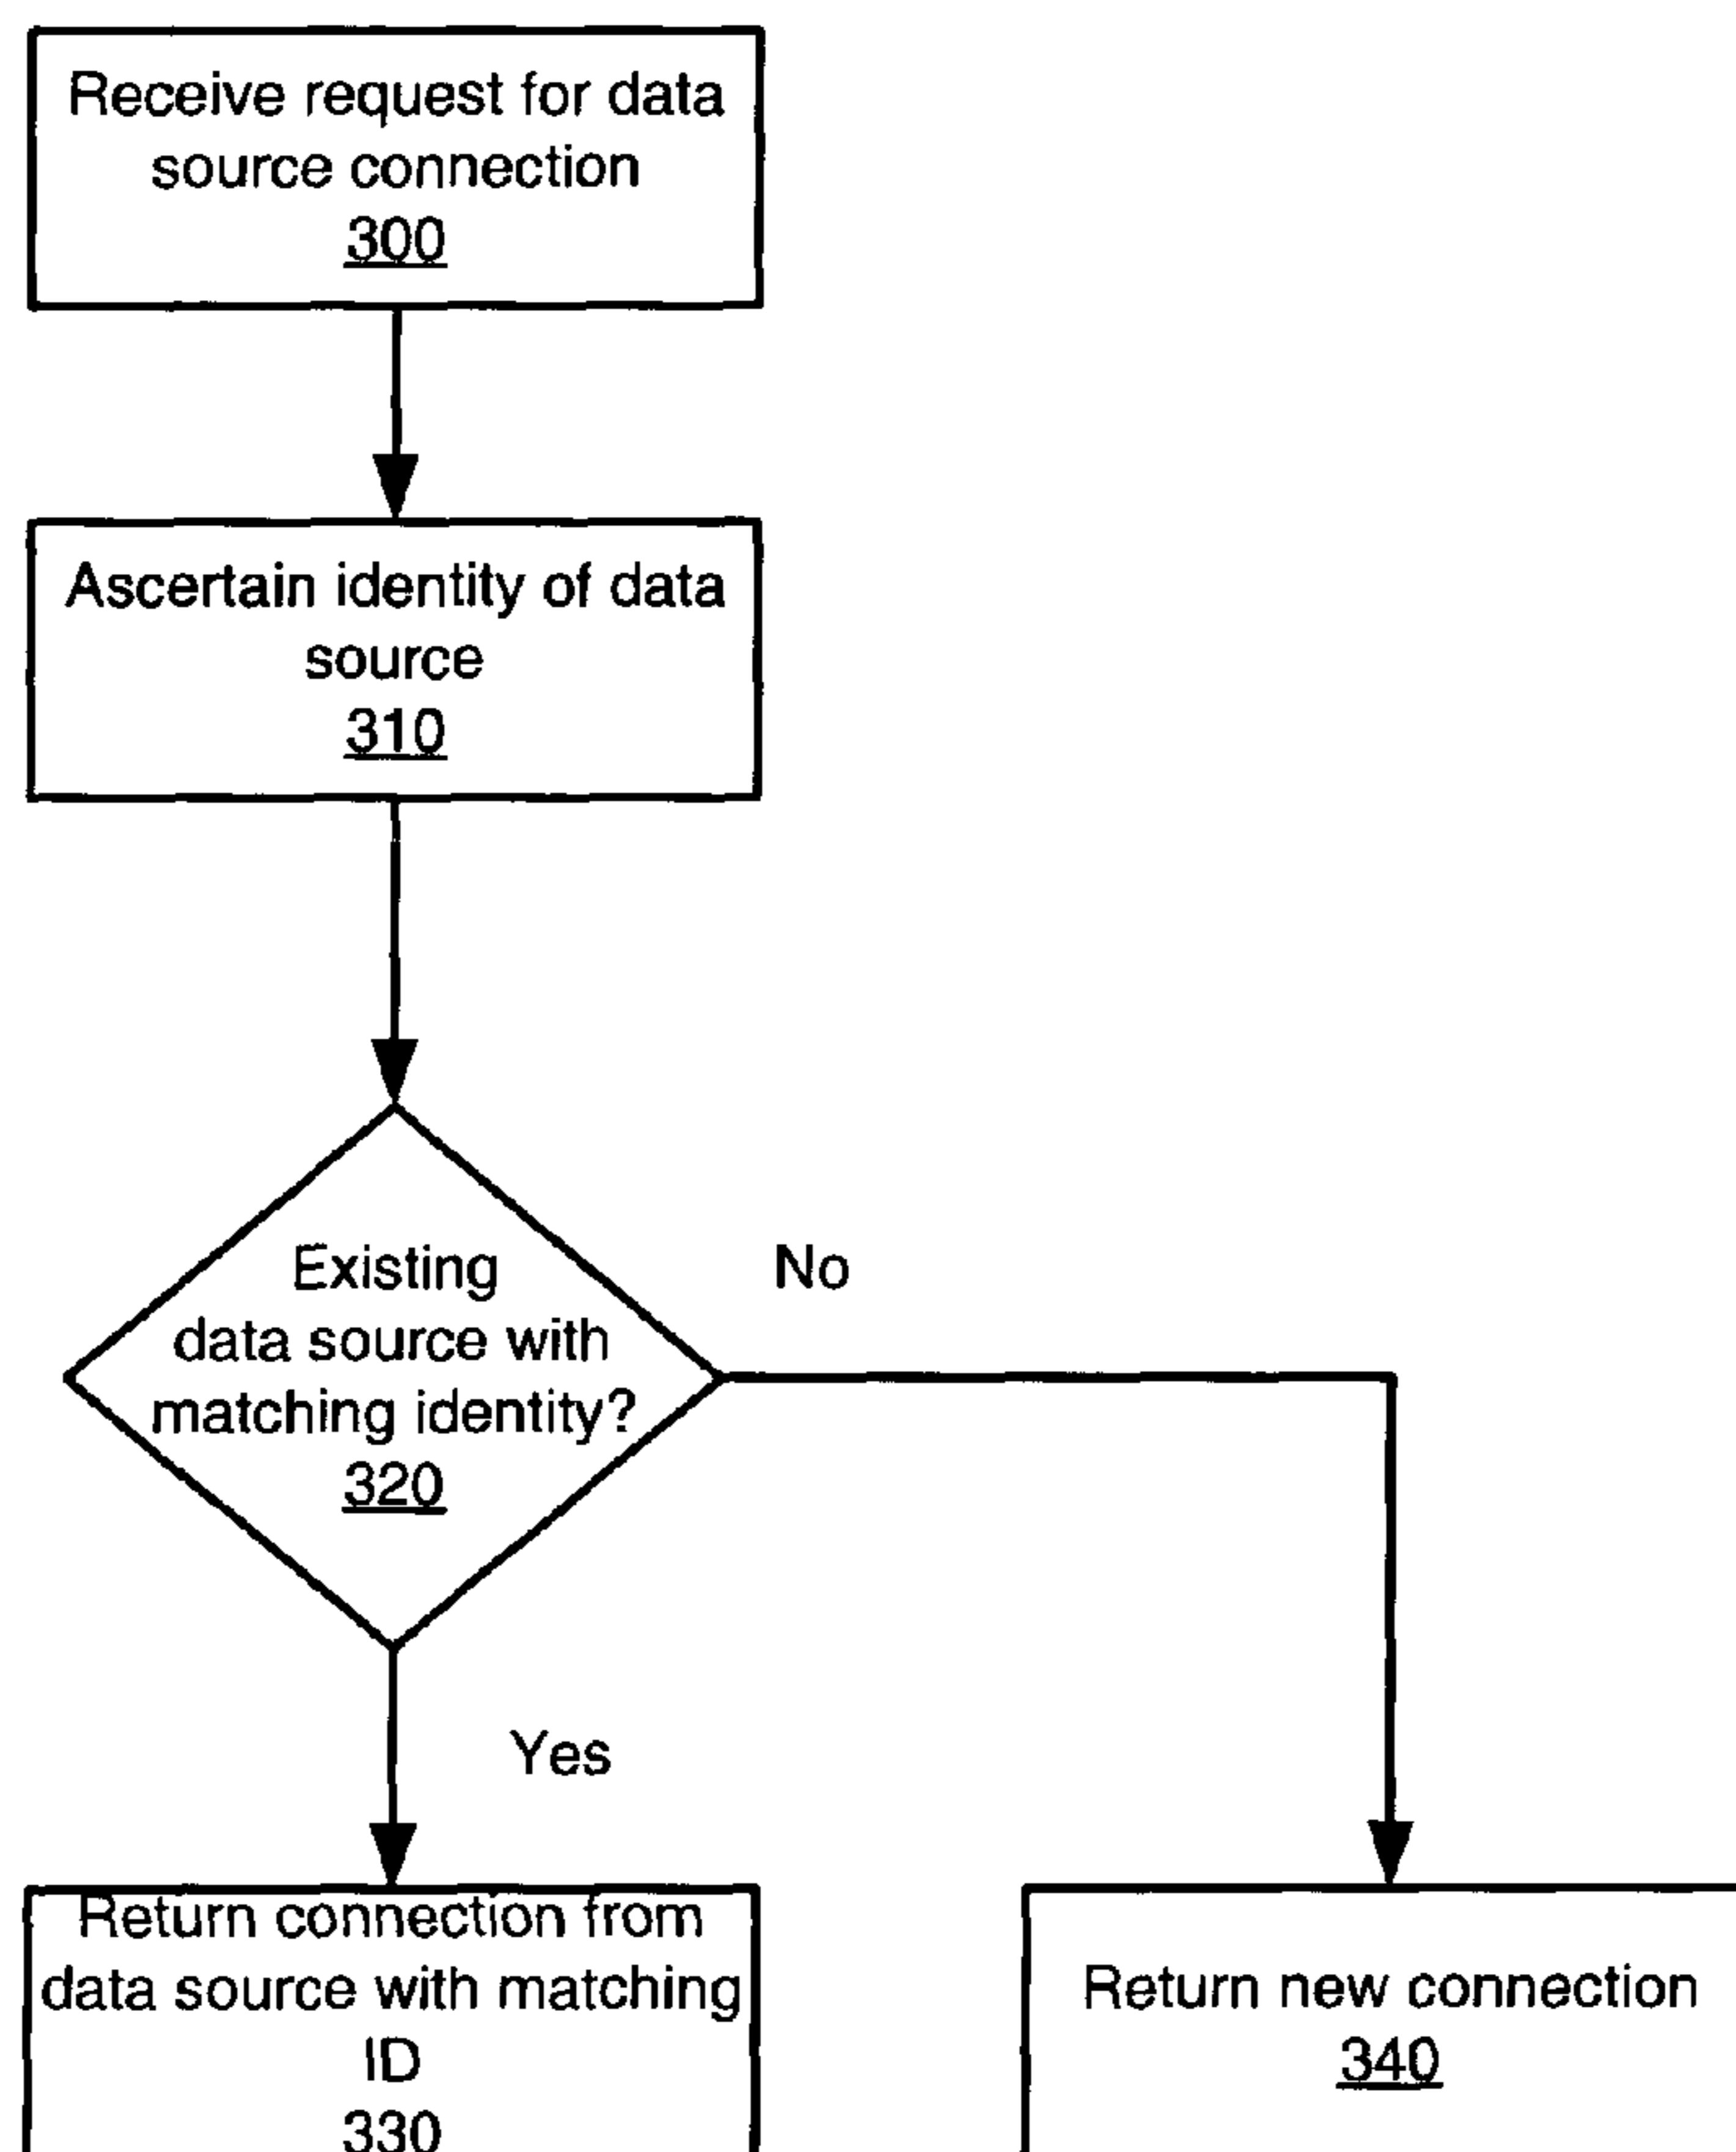 Receive request for data
source connection
300
Ascertain identity of data
source
310
Existing
data source with
matching identity?
320
No
Yes
Return connection from
data source with matching
ID
330
Return new connection
340